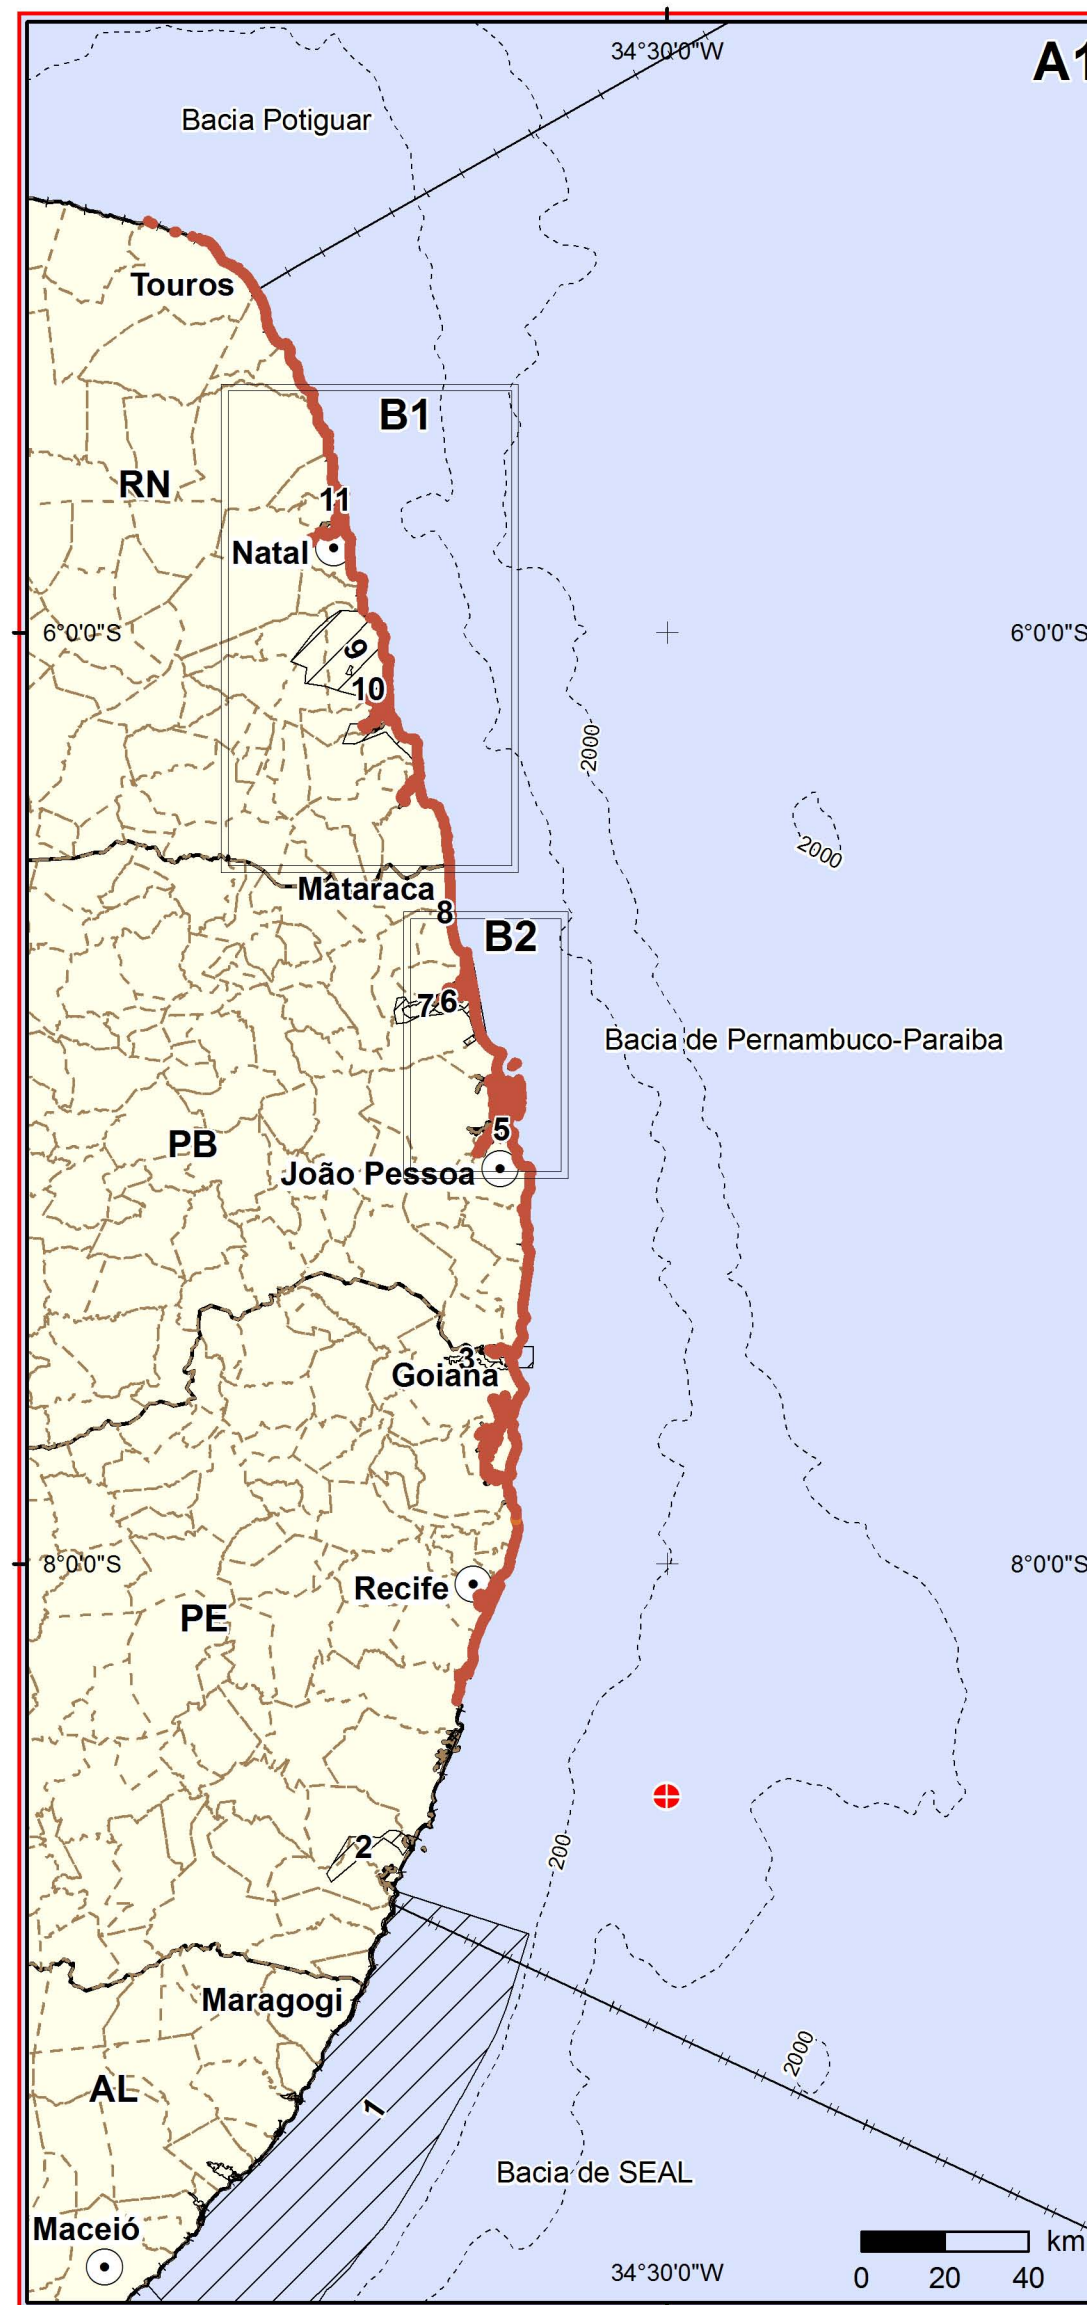 34°30'0"W
A1
Bacia Potiguar
Touros
B1
RN
11
Natal
6°0'0"S
6°0'0"S
9
10
2000
2000
Mataraca
8
B2
7
6
Bacia de Pernambuco-Paraiba
5
PB
João Pessoa
3
Goiana
8°0'0"S
8°0'0"S
Recife
PE
2
200
Maragogi
2000
AL
1
Bacia de SEAL
Maceió
km
34°30'0"W
0 20 40